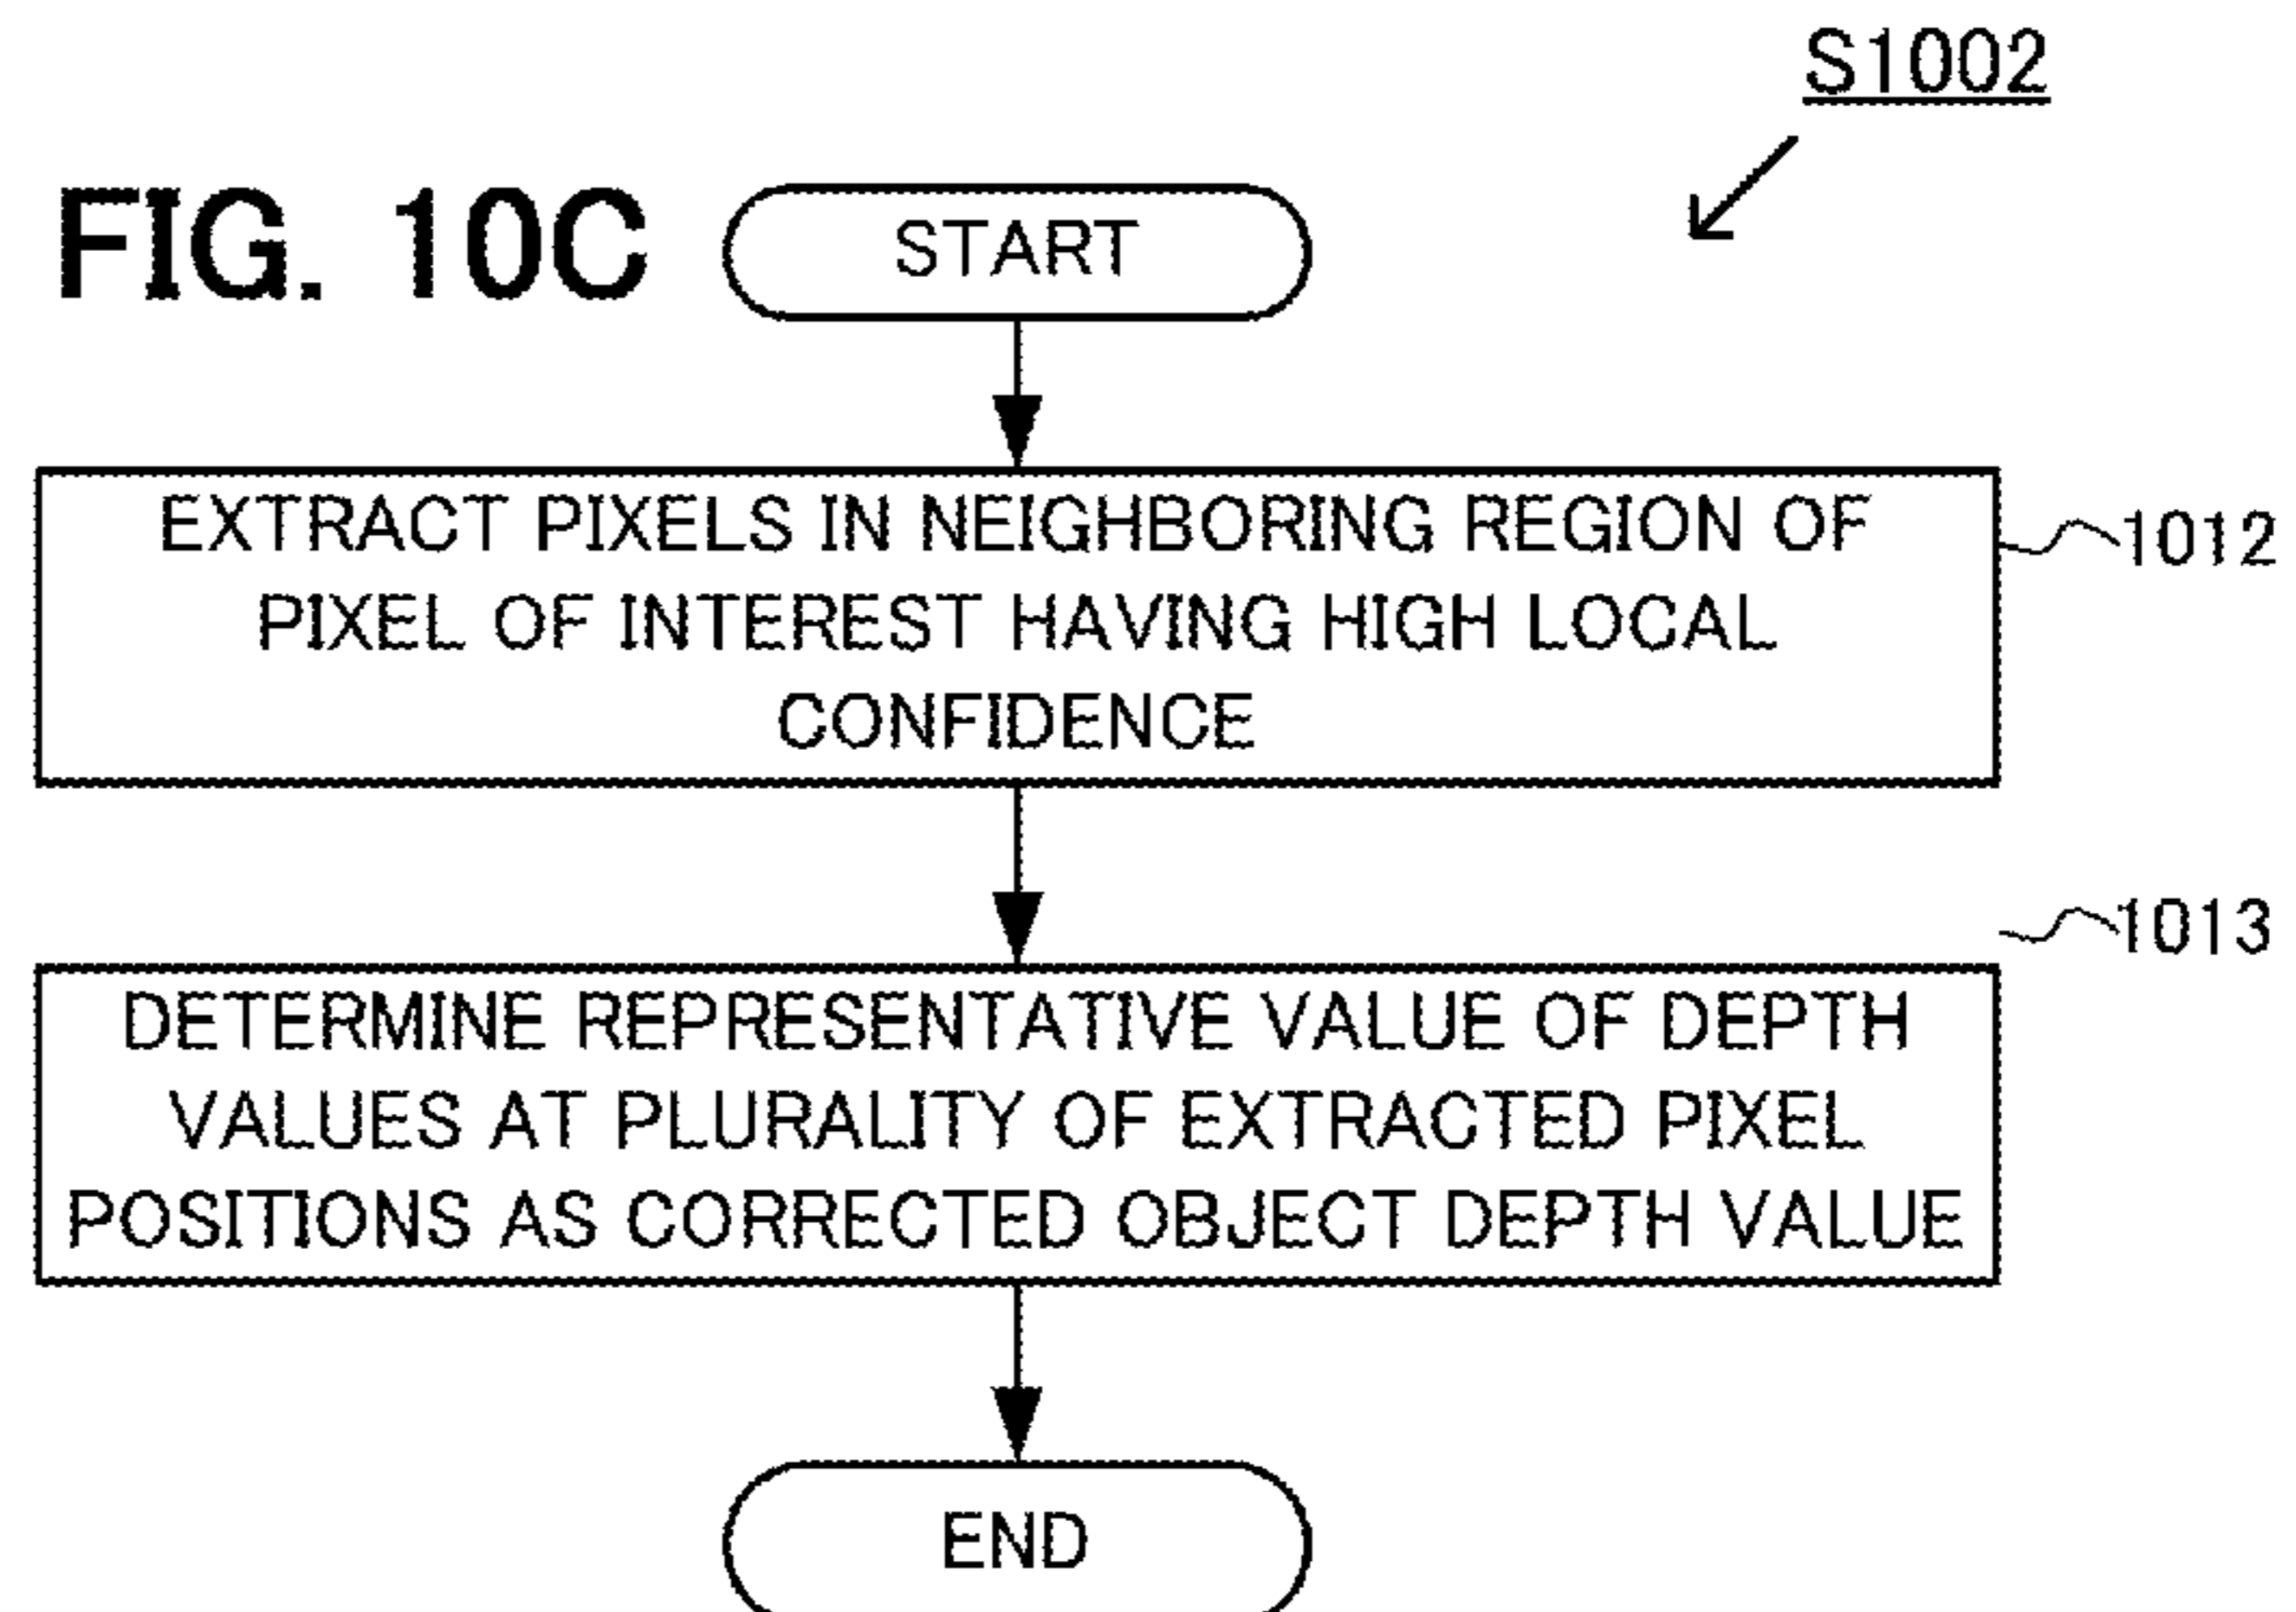 S1002
FIG. 10C
START
EXTRACT PIXELS IN NEIGHBORING REGION OF
PIXEL OF INTEREST HAVING HIGH LOCAL
CONFIDENCE
1012
1013
DETERMINE REPRESENTATIVE VALUE OF DEPTH
VALUES AT PLURALITY OF EXTRACTED PIXEL
POSITIONS AS CORRECTED OBJECT DEPTH VALUE
END